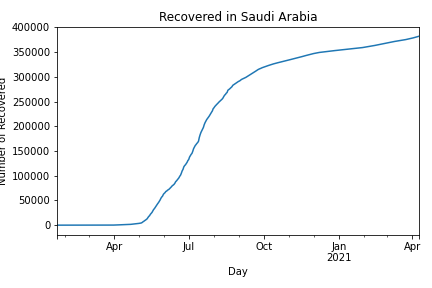 Recovered in Saudi Arabia
400000
350000
300000
250000
200000
150000
100000
50000
0
Number of Recovered
Apr
Jul
Oct
Jan
2021
Apr
Day